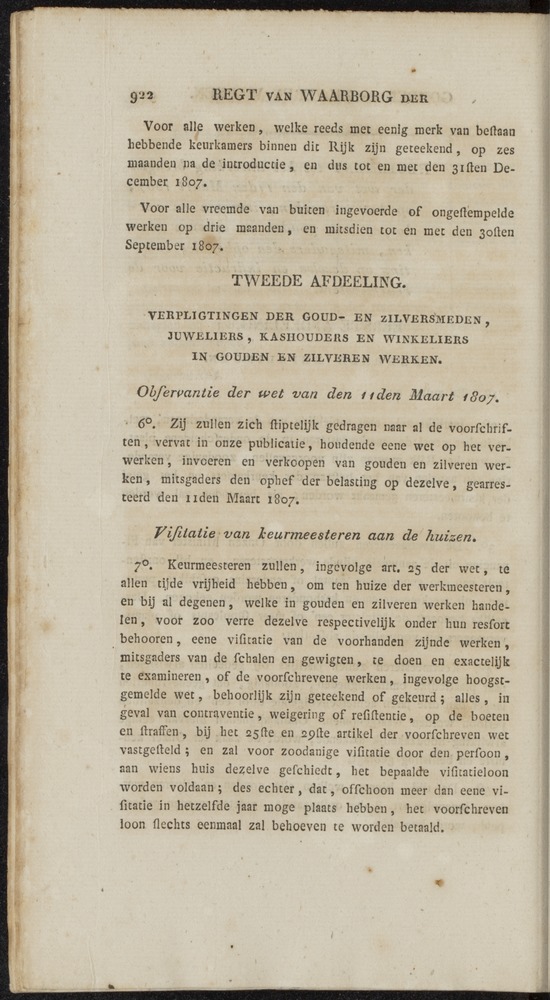 922 REGT VAN WAARBORG DER
Voor alle werken, welke reeds met eenig merk van beſtaan
hebbende keurkamers binnen dit Rijk zijn geteekend, op zes
maanden na de introductie, en dus tot en met den 31ſten De-
cember 1807.
Voor alle vreemde van buiten ingevoerde of ongeſtempelde
werken op drie maanden, en mitsdien tot en met den 30ſten
September 1807.
TWEEDE AFDEELING.
VERPLIGTINGEN DER GOUD- EN ZILVERSMEDEN,
JUWELIERS, KASHOUDERS EN WINKELIERS
IN GOUDEN EN ZILVEREN WERKEN.
Obſervantie der wet van den 11den Maart 1807.
6°. Zij zullen zich ſtiptelijk gedragen naar al de voorſchrif-
ten, vervat in onze publicatie, houdende eene wet op het ver-
werken, invoeren en verkoopen van gouden en zilveren wer-
ken, mitsgaders den ophef der belasting op dezelve, gearres-
teerd den 11den Maart 1807.
Viſitatie van keurmeesteren aan de huizen.
7°. Keurmeesteren zullen, ingevolge art. 25 der wet, te
allen tijde vrijheid hebben, om ten huize der werkmeesteren,
en bij al degenen, welke in gouden en zilveren werken hande-
len, voor zoo verre dezelve respectivelijk onder hun resfort
behooren, eene viſitatie van de voorhanden zijnde werken,
mitsgaders van de ſchalen en gewigten, te doen en exactelijk
te examineren, of de voorſchrevene werken, ingevolge hoogst-
gemelde wet, behoorlijk zijn geteekend of gekeurd; alles, in
geval van contraventie, weigering of reſiſtentie, op de boeten
en ſtraffen, bij het 25ſte en 29ſte artikel der voorſchreven wet
vastgeſteld; en zal voor zoodanige viſitatie door den perſoon,
aan wiens huis dezelve geſchiedt, het bepaalde viſitatieloon
worden voldaan; des echter, dat, ofſchoon meer dan eene vi-
ſitatie in hetzelfde jaar moge plaats hebben, het voorſchreven
loon ſlechts eenmaal zal behoeven te worden betaald.